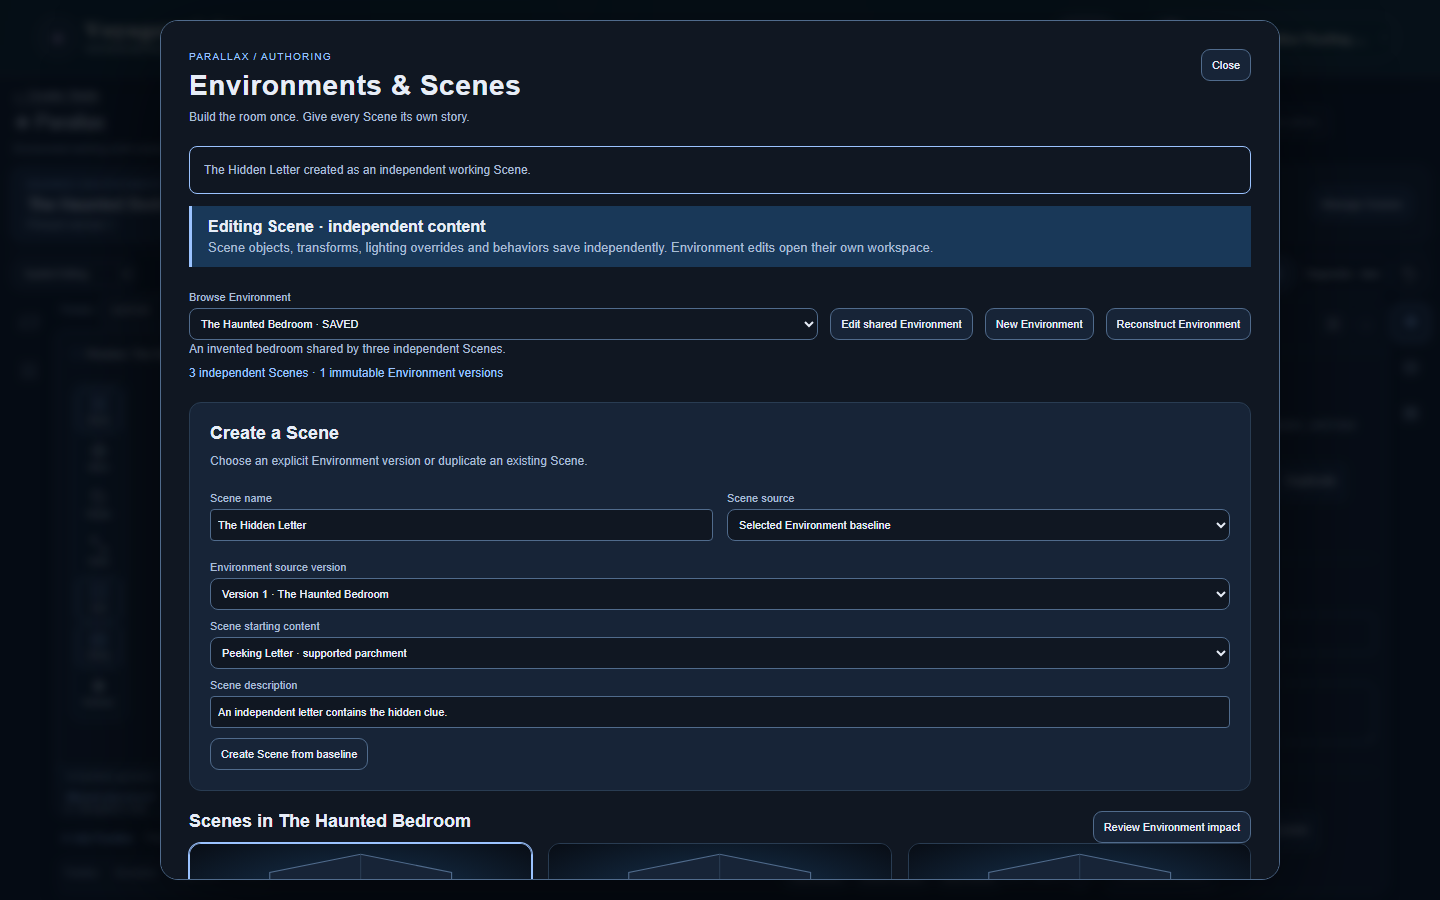 PARALLAX / AUTHORING
Close
Environments & Scenes
Build the room once. Give every Scene its own story.
The Hidden Letter created as an independent working Scene.
Editing Scene · independent content
Scene objects, transforms, lighting overrides and behaviors save independently. Environment edits open their own workspace.
Browse Environment
The Haunted Bedroom · SAVED
Edit shared Environment
New Environment
Reconstruct Environment
An invented bedroom shared by three independent Scenes.
3 independent Scenes · 1 immutable Environment versions
Create a Scene
Choose an explicit Environment version or duplicate an existing Scene.
Scene name
Scene source
The Hidden Letter
Selected Environment baseline
Environment source version
Version 1 · The Haunted Bedroom
Scene starting content
Peeking Letter · supported parchment
Scene description
An independent letter contains the hidden clue.
Create Scene from baseline
Scenes in The Haunted Bedroom
Review Environment impact